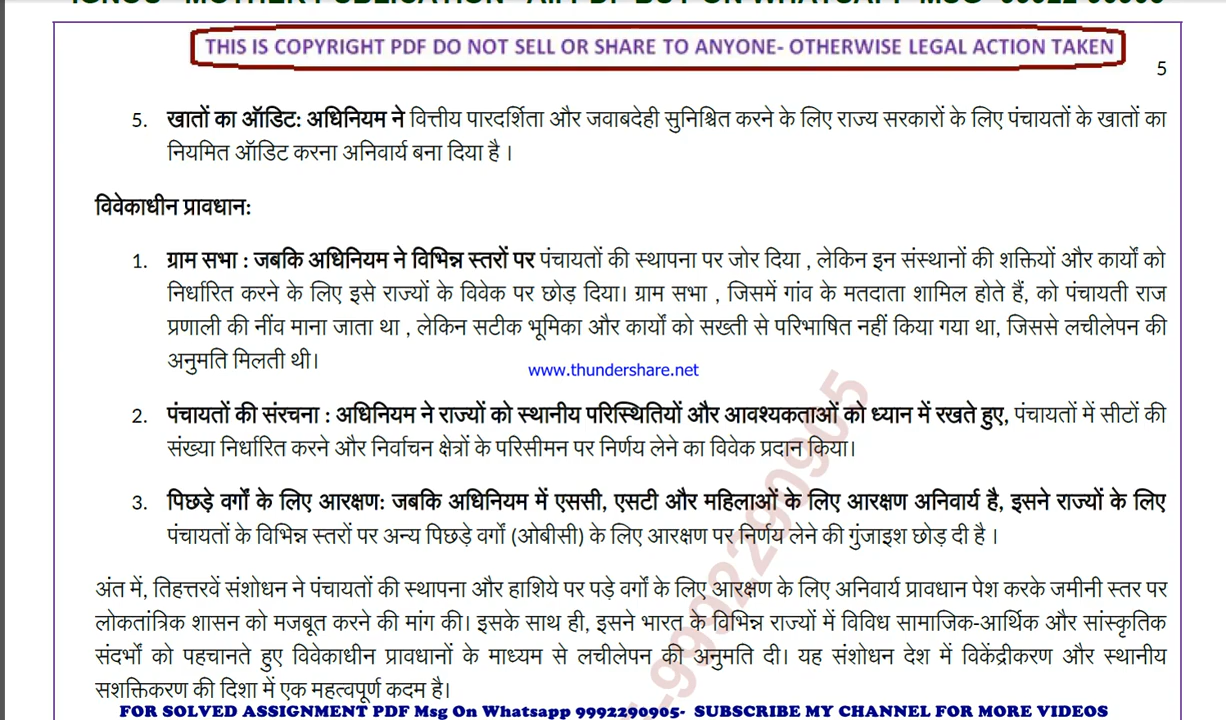 THIS IS COPYRIGHT PDF DO NOT SELL OR SHARE TO ANYONE- OTHERWISE LEGAL ACTION TAKEN
5
5. खातों का ऑडिट: अधिनियम ने वित्तीय पारदर्शिता और जवाबदेही सुनिश्चित करने के लिए राज्य सरकारों के लिए पंचायतों के खातों का
नियमित ऑडिट करना अनिवार्य बना दिया है ।
विवेकाधीन प्रावधान:
1. ग्राम सभा : जबकि अधिनियम ने विभिन्न स्तरों पर पंचायतों की स्थापना पर जोर दिया , लेकिन इन संस्थानों की शक्तियों और कार्यों को
निर्धारित करने के लिए इसे राज्यों के विवेक पर छोड़ दिया। ग्राम सभा , जिसमें गांव के मतदाता शामिल होते हैं, को पंचायती राज
प्रणाली की नींव माना जाता था , लेकिन सटीक भूमिका और कार्यों को सख्ती से परिभाषित नहीं किया गया था, जिससे लचीलेपन की
अनुमति मिलती थी।
www.thundershare.net
2. पंचायतों की संरचना : अधिनियम ने राज्यों को स्थानीय परिस्थितियों और आवश्यकताओं को ध्यान में रखते हुए, पंचायतों में सीटों की
संख्या निर्धारित करने और निर्वाचन क्षेत्रों के परिसीमन पर निर्णय लेने का विवेक प्रदान किया।
3. पिछड़े वर्गों के लिए आरक्षण: जबकि अधिनियम में एससी, एसटी और महिलाओं के लिए आरक्षण अनिवार्य है, इसने राज्यों के लिए
पंचायतों के विभिन्न स्तरों पर अन्य पिछड़े वर्गों (ओबीसी) के लिए आरक्षण पर निर्णय लेने की गुंजाइश छोड़ दी है ।
अंत में, तिहत्तरवें संशोधन ने पंचायतों की स्थापना और हाशिये पर पड़े वर्गों के लिए आरक्षण के लिए अनिवार्य प्रावधान पेश करके जमीनी स्तर पर
लोकतांत्रिक शासन को मजबूत करने की मांग की। इसके साथ ही, इसने भारत के विभिन्न राज्यों में विविध सामाजिक-आर्थिक और सांस्कृतिक
संदर्भों को पहचानते हुए विवेकाधीन प्रावधानों के माध्यम से लचीलेपन की अनुमति दी। यह संशोधन देश में विकेंद्रीकरण और स्थानीय
सशक्तिकरण की दिशा में एक महत्वपूर्ण कदम है।
-9992290905
FOR SOLVED ASSIGNMENT PDF Msg On Whatsapp 9992290905- SUBSCRIBE MY CHANNEL FOR MORE VIDEOS